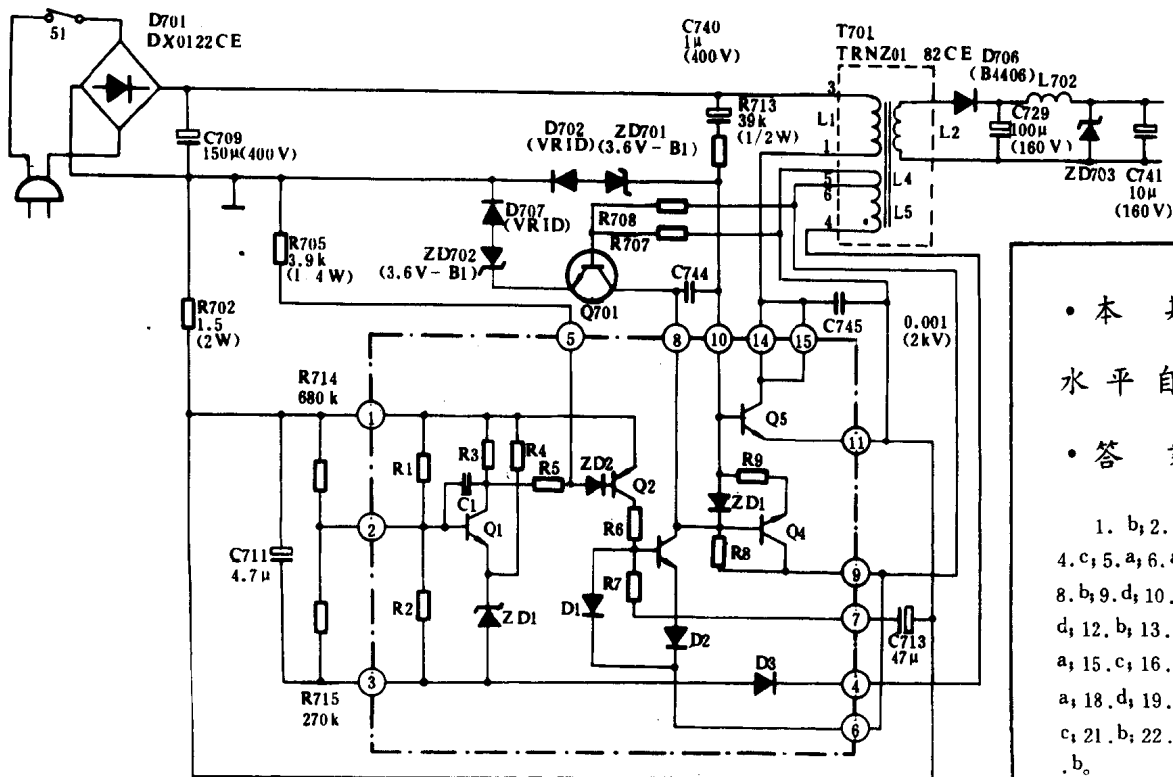 51
D701
DX0122CE
C709
150μ(400V)
C740
1μ
(400V)
R713
39k
(1/2W)
D702
(VRID)
ZD701
(3.6V-B1)
T701
TRNZ01 82CE
D706
(B4406)
L702
C729
100μ
(160V)
ZD703
C741
10μ
(160V)
3
L1
1
L2
5
6
4
L4
L5
D707
(VRID)
ZD702
(3.6V-B1)
R708
R707
Q701
C744
C745
0.001
(2kV)
R705
3.9k
(1 4W)
R702
1.5
(2W)
5
8
10
14
15
R714
680k
1
R1
R3
R4
R5
C1
Q1
ZD2
Q2
R6
R7
Q5
11
R9
ZD1
Q4
R8
9
2
C711
4.7μ
R2
ZD1
D1
D2
7
C713
47μ
3
R715
270k
D3
4
6
·本
水平自
·答
1.b;2.
4.c;5.a;6.
8.b;9.d;10.
d;12.b;13.
a;15.c;16.
a;18.d;19.
c;21.b;22.
.b。